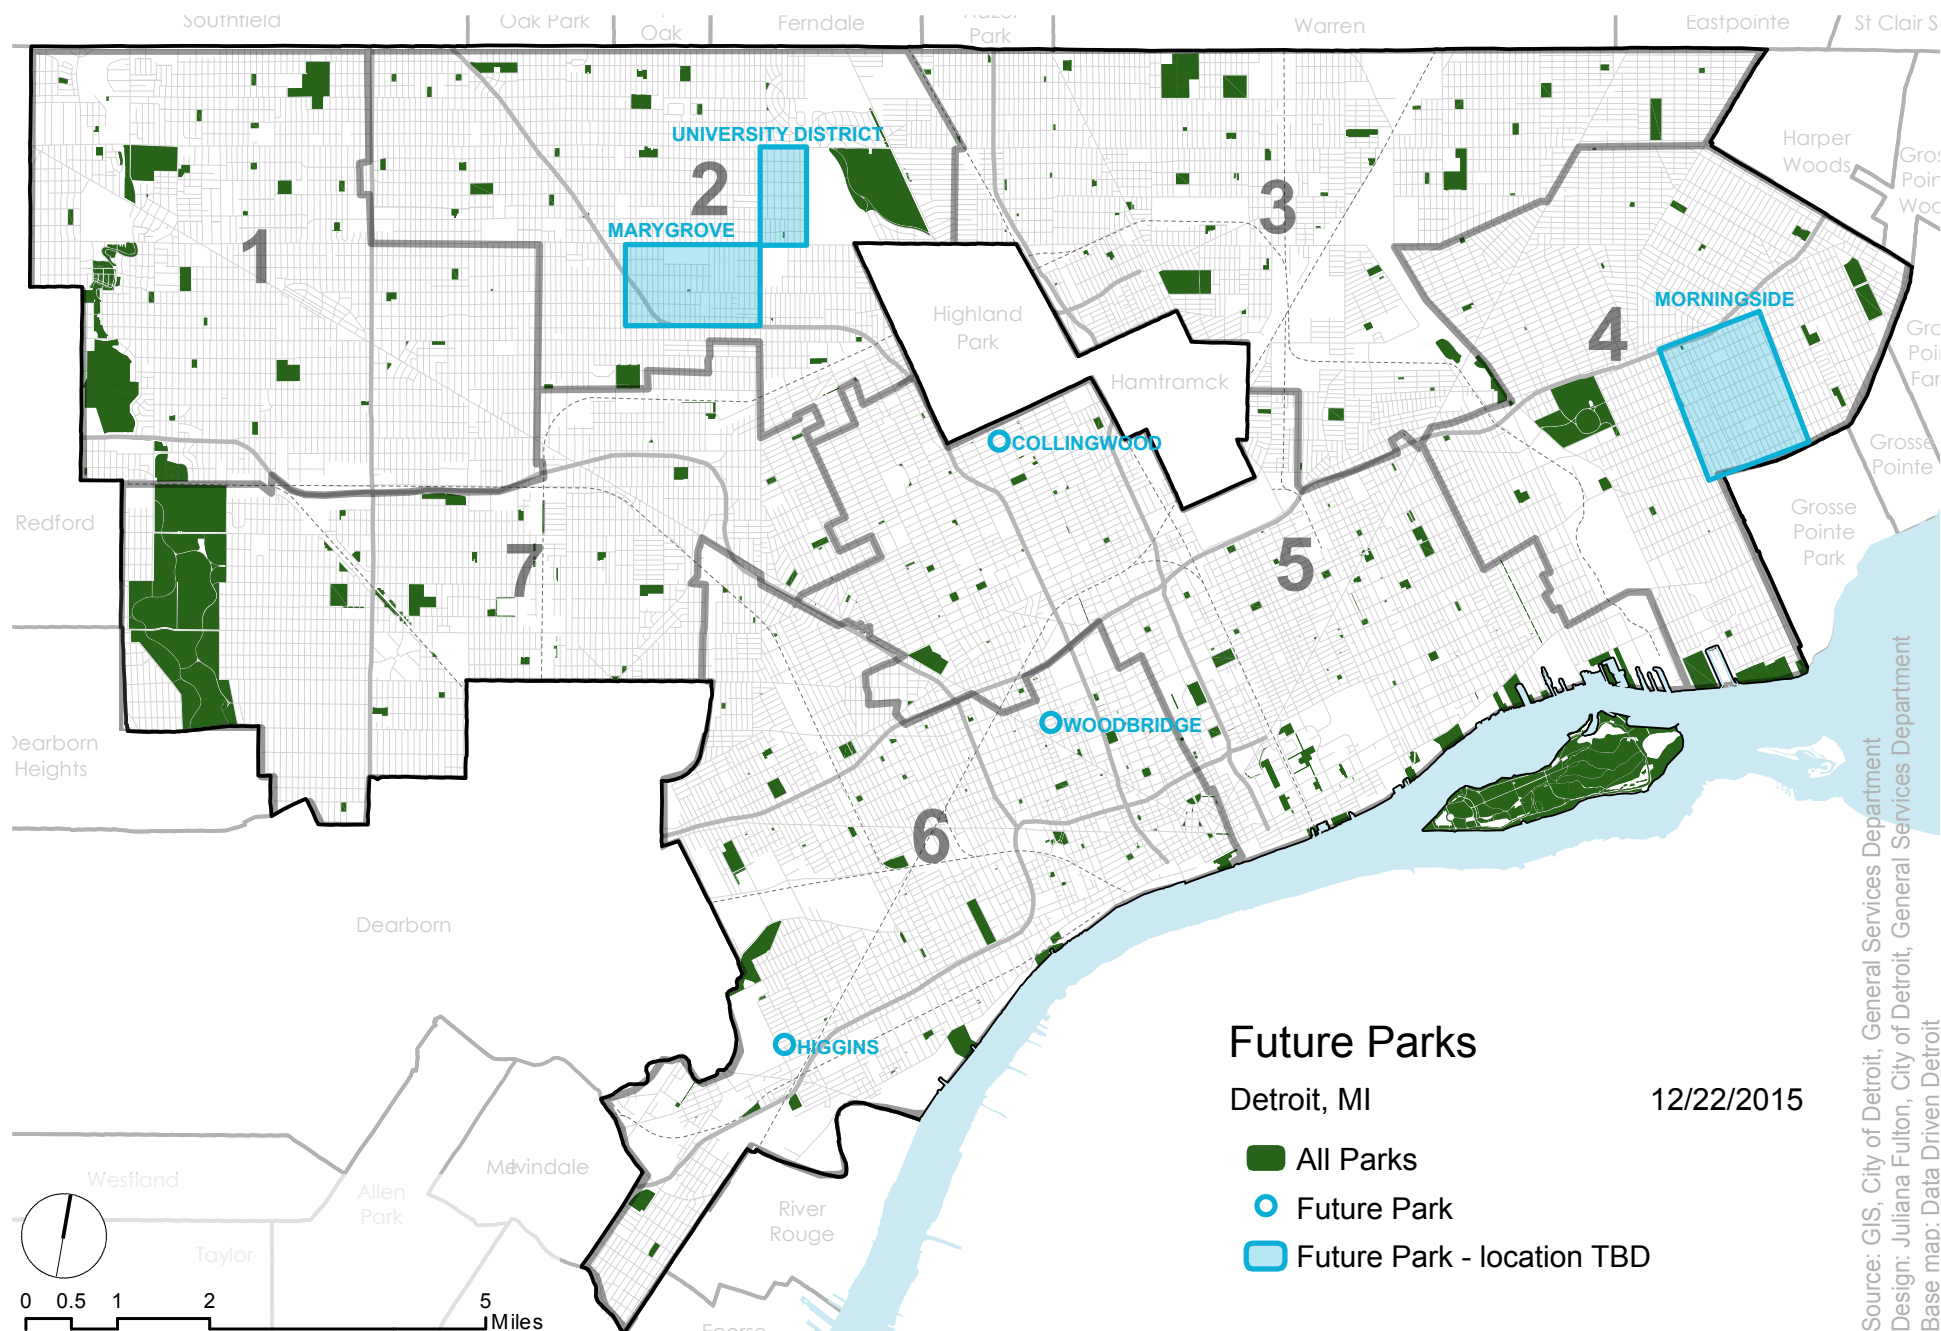 Southfield
Oak Park
Oak
Ferndale
Hazel
Park
Warren
Eastpointe
St Clair S
UNIVERSITY DISTRICT
2
MARYGROVE
1
3
Harper
Woods
Highland
Park
Hamtramck
MORNINGSIDE
4
COLLINGWOOD
Grosse
Pointe
Grosse
Pointe
Park
Redford
7
5
WOODBRIDGE
Dearborn
Heights
6
Dearborn
HIGGINS
Future Parks
Detroit, MI
12/22/2015
All Parks
Future Park
Future Park - location TBD
Westland
Allen
Park
Taylor
River
Rouge
0 0.5 1 2 5
Miles
Source: GIS, City of Detroit, General Services Department
Design: Juliana Fulton, City of Detroit, General Services Department
Base map: Data Driven Detroit